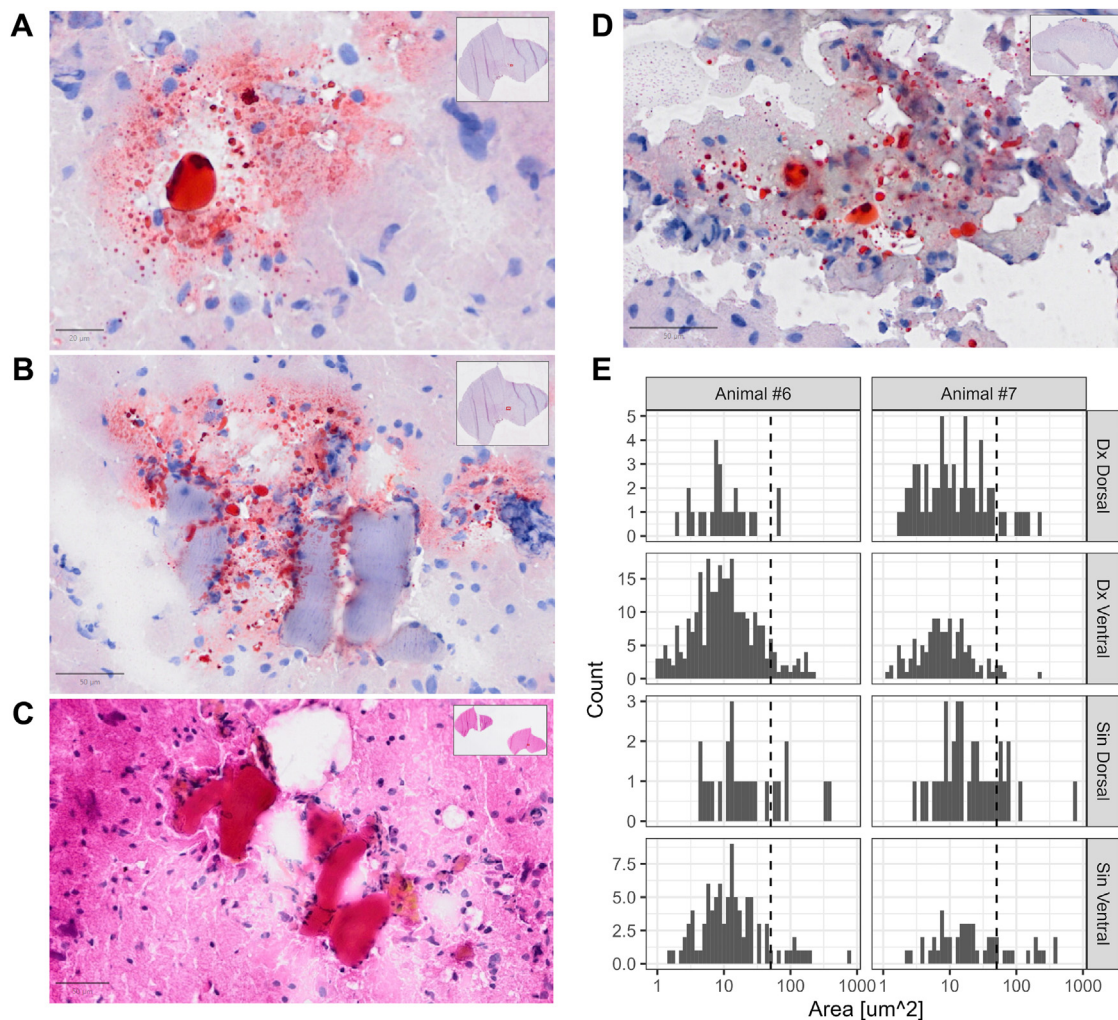 A
20 μm
B
50 μm
C
D
50 μm
E
Animal #6
Animal #7
Count
5
4
3
2
1
0
Dx Dorsal
15
10
5
0
Dx Ventral
3
2
1
0
Sin Dorsal
7.5
5.0
2.5
0.0
Sin Ventral
1
10
100
1000
1
10
100
1000
Area [um^2]